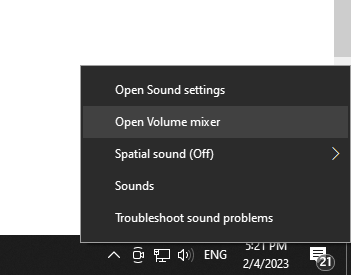 Open Sound settings
Open Volume mixer
Spatial sound (Off)
Sounds
Troubleshoot sound problems
ENG
5:21 PM
2/4/2023
21